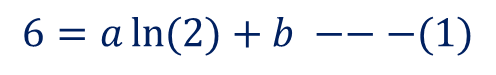 6 = a ln(2) + b -- -(1)